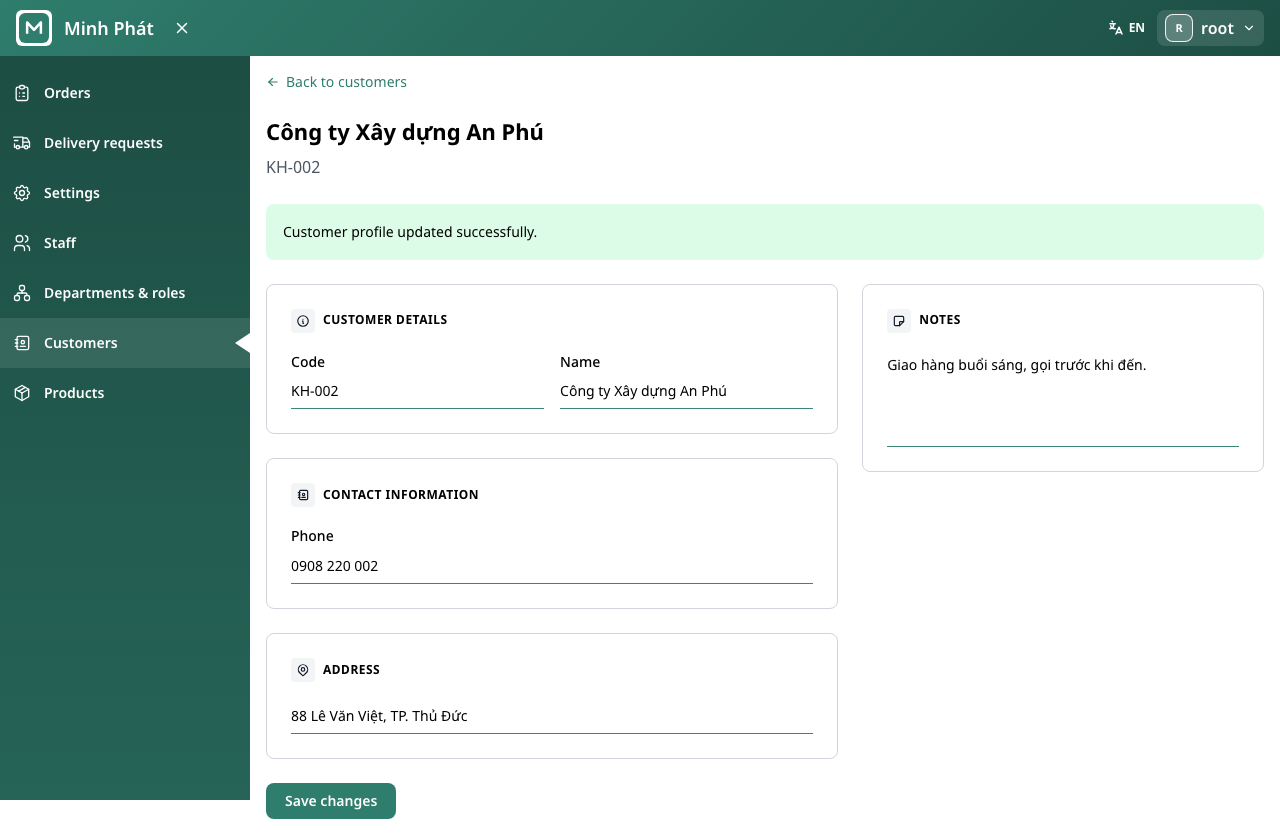 Minh Phát
EN
R
root
Orders
Delivery requests
Settings
Staff
Departments & roles
Customers
Products
Back to customers
Công ty Xây dựng An Phú
KH-002
Customer profile updated successfully.
CUSTOMER DETAILS
Code
Name
KH-002
Công ty Xây dựng An Phú
NOTES
Giao hàng buổi sáng, gọi trước khi đến.
CONTACT INFORMATION
Phone
0908 220 002
ADDRESS
88 Lê Văn Việt, TP. Thủ Đức
Save changes